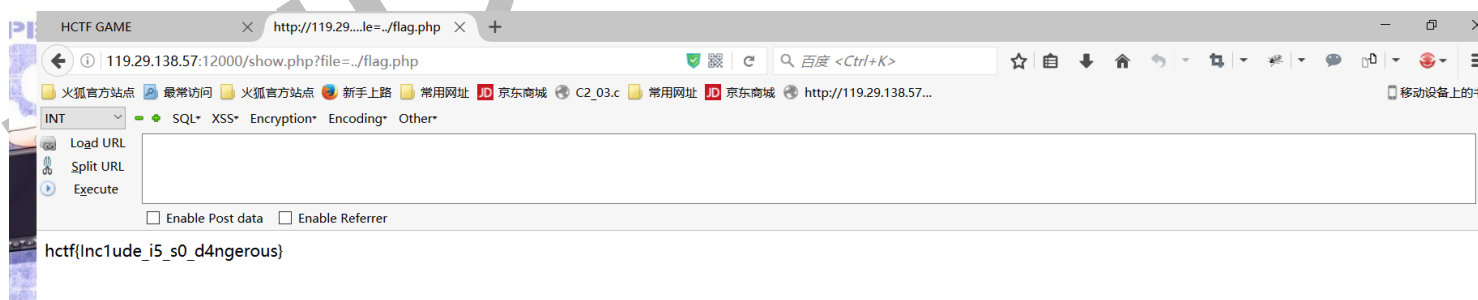 HCTF GAME
http://119.29....le=../flag.php
119.29.138.57:12000/show.php?file=../flag.php
百度 <Ctrl+K>
火狐官方站点 最常访问 火狐官方站点 新手上路 常用网址 JD 京东商城 C2_03.c 常用网址 JD 京东商城 http://119.29.138.57...
移动设备上的
INT SQL XSS Encryption Encoding Other
Load URL
Split URL
Execute
Enable Post data Enable Referrer
hctf{Inc1ude_i5_s0_d4ngerous}